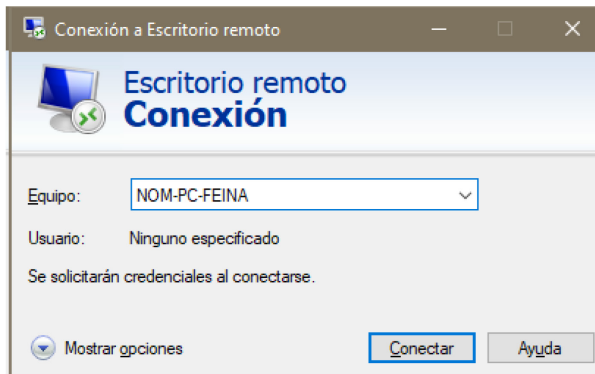 Conexión a Escritorio remoto
Escritorio remoto
Conexión
Equipo: NOM-PC-FEINA
Usuario: Ninguno especificado
Se solicitarán credenciales al conectarse.
Mostrar opciones Conectar Ayuda